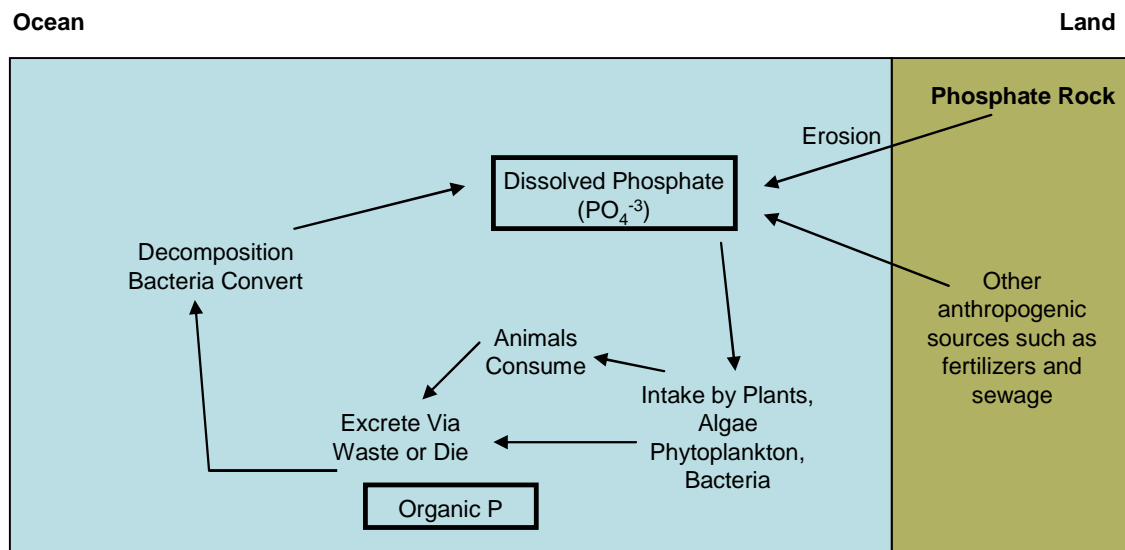 Ocean
Land
Phosphate Rock
Erosion
Dissolved Phosphate
(PO₄⁻³)
Decomposition
Bacteria Convert
Other
anthropogenic
sources such as
fertilizers and
sewage
Animals
Consume
Intake by Plants,
Algae
Phytoplankton,
Bacteria
Excrete Via
Waste or Die
Organic P